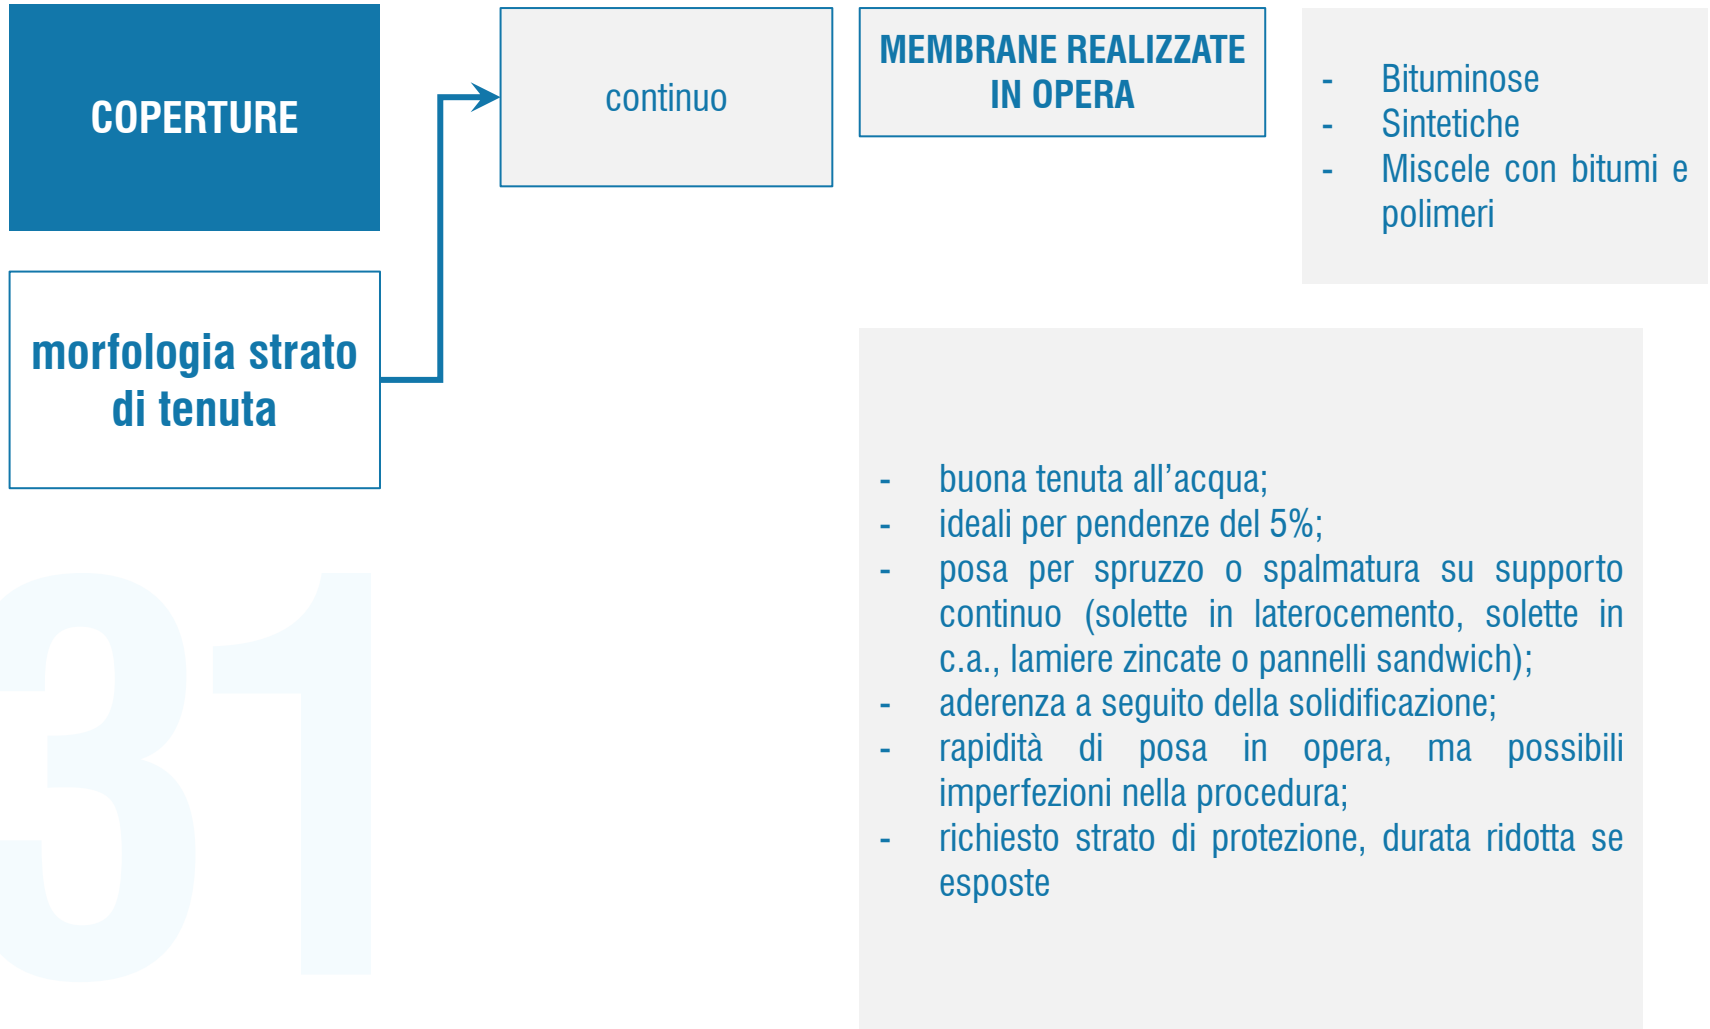 COPERTURE
morfologia strato
di tenuta
continuo
MEMBRANE REALIZZATE
IN OPERA
- Bituminose
- Sintetiche
- Miscele con bitumi e
polimeri
- buona tenuta all’acqua;
- ideali per pendenze del 5%;
- posa per spruzzo o spalmatura su supporto
continuo (solette in laterocemento, solette in
c.a., lamiere zincate o pannelli sandwich);
- aderenza a seguito della solidificazione;
- rapidità di posa in opera, ma possibili
imperfezioni nella procedura;
- richiesto strato di protezione, durata ridotta se
esposte
31